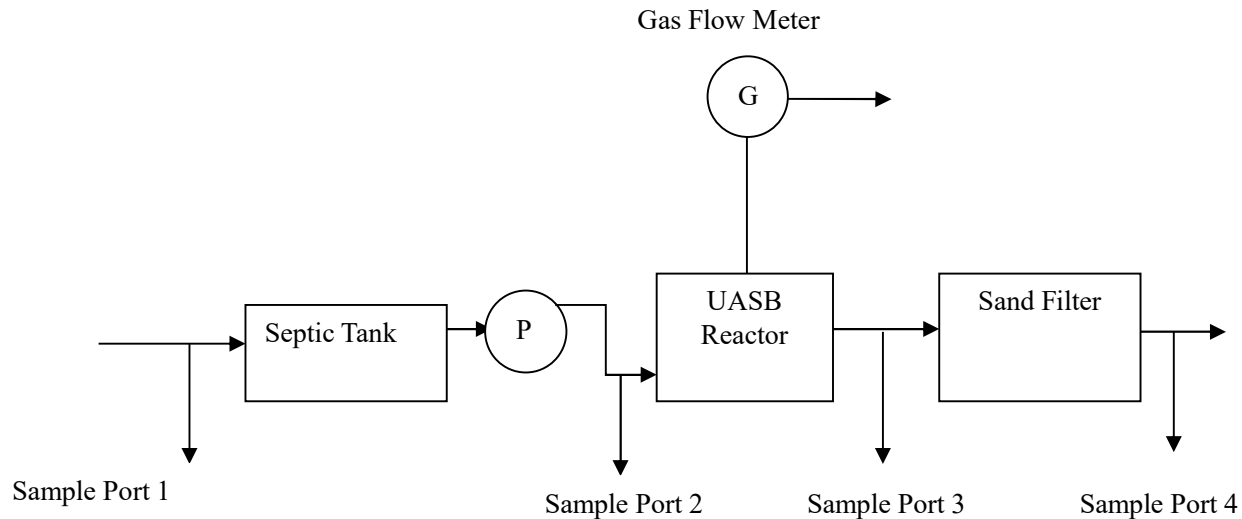 Gas Flow Meter
G
Septic Tank
P
UASB
Reactor
Sand Filter
Sample Port 1
Sample Port 2
Sample Port 3
Sample Port 4